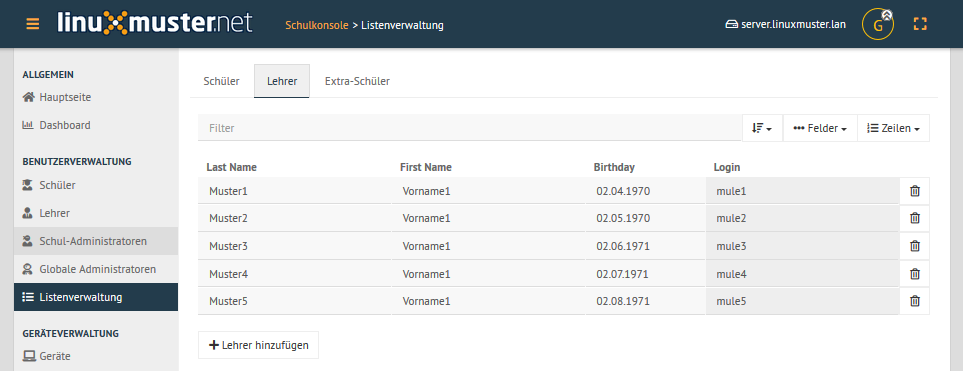 linuxmuster.net
Schulkonsole > Listenverwaltung
server.linuxmuster.lan
G
ALLGEMEIN
Hauptseite
Dashboard
BENUTZERVERWALTUNG
Schüler
Lehrer
Schul-Administratoren
Globale Administratoren
Listenverwaltung
GERÄTEVERWALTUNG
Geräte
Schüler Lehrer Extra-Schüler
Filter
Felder
Zeilen
Last Name First Name Birthday Login
Muster1 Vorname1 02.04.1970 mule1
Muster2 Vorname1 02.05.1970 mule2
Muster3 Vorname1 02.06.1971 mule3
Muster4 Vorname1 02.07.1971 mule4
Muster5 Vorname1 02.08.1971 mule5
Lehrer hinzufügen